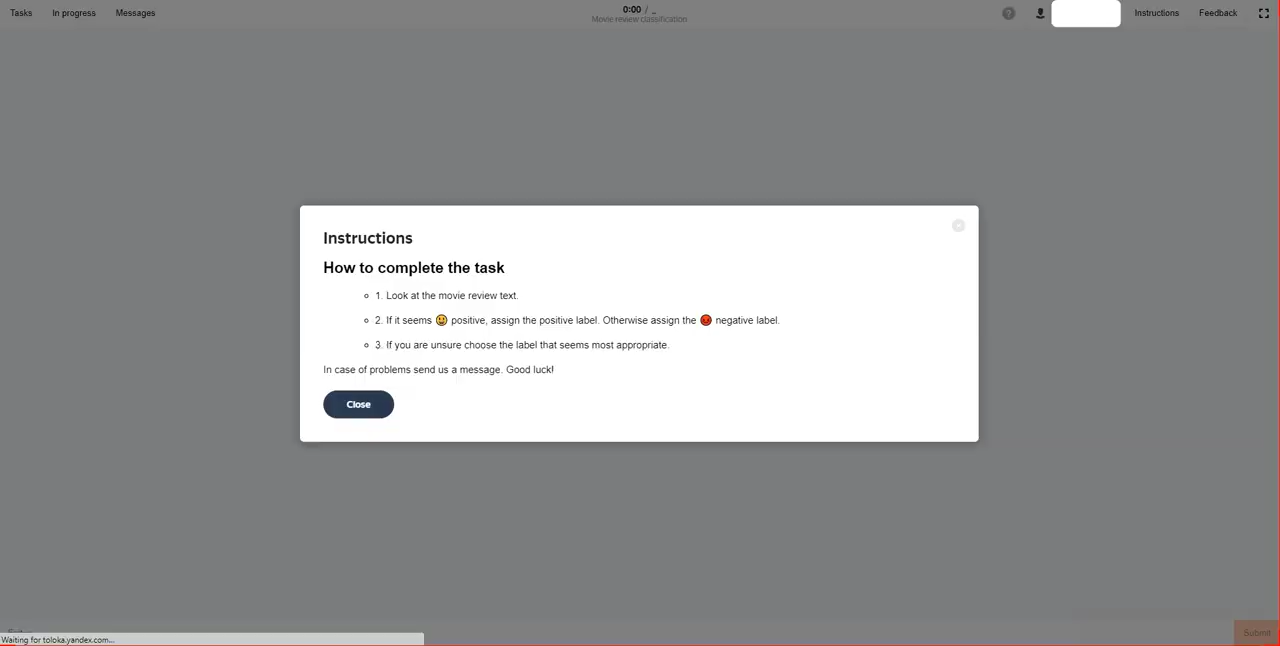 Tasks In progress Messages 0:00 / _ Instructions Feedback
Movie review classification
Instructions
How to complete the task
1. Look at the movie review text.
2. If it seems 😀 positive, assign the positive label. Otherwise assign the 😡 negative label.
3. If you are unsure choose the label that seems most appropriate.
In case of problems send us a message. Good luck!
Close
Submit
Waiting for toloka.yandex.com...